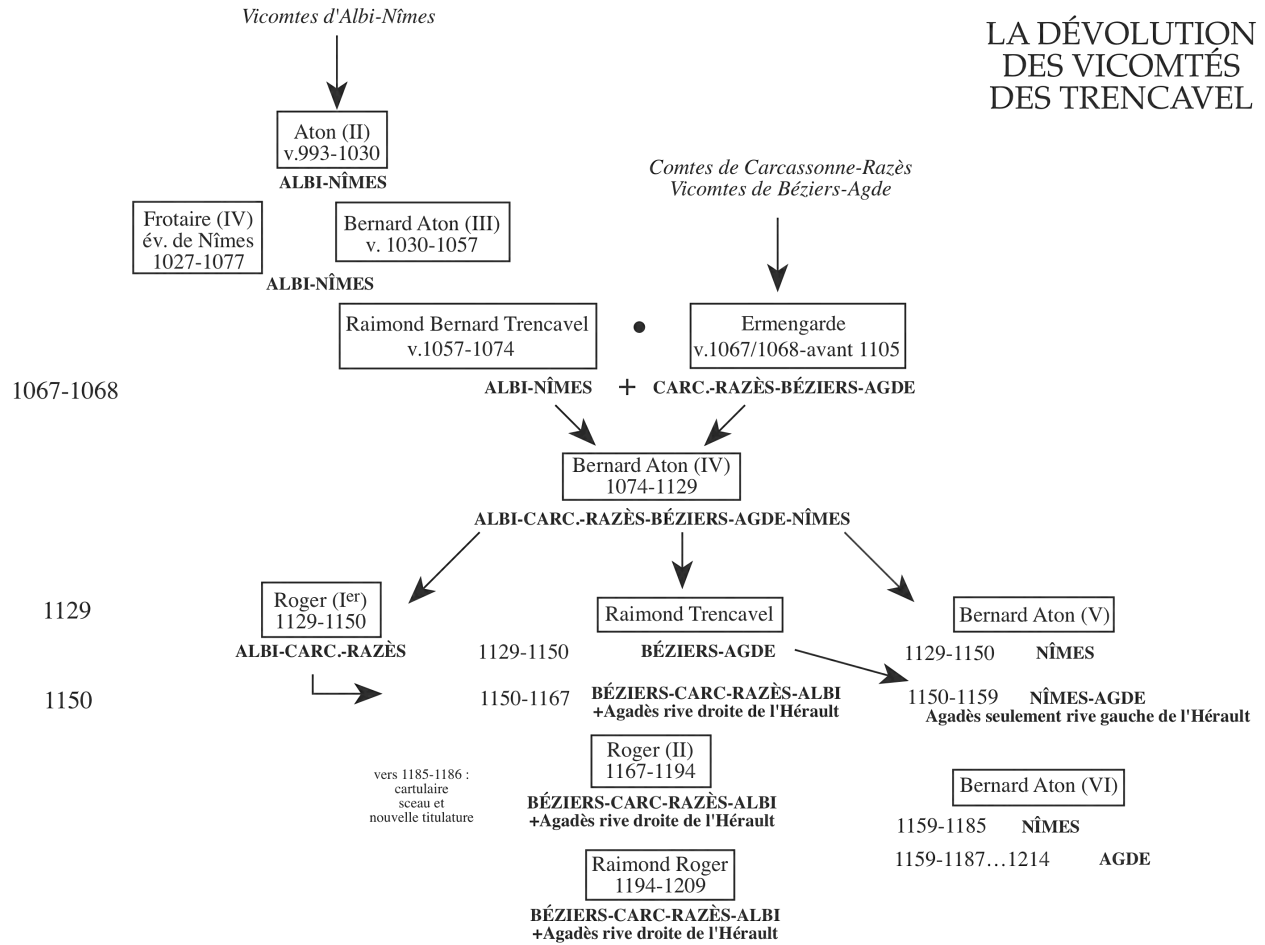 Vicomtes d'Albi-Nîmes
LA DÉVOLUTION
DES VICOMTÉS
DES TRENCAVEL
Aton (II)
v.993-1030
ALBI-NÎMES
Comtes de Carcassonne-Razès
Vicomtes de Béziers-Agde
Frotaire (IV)
év. de Nîmes
1027-1077
Bernard Aton (III)
v. 1030-1057
ALBI-NÎMES
Raimond Bernard Trencavel
v.1057-1074
•
Ermengarde
v.1067/1068-avant 1105
1067-1068
ALBI-NÎMES + CARC.-RAZÈS-BÉZIERS-AGDE
Bernard Aton (IV)
1074-1129
ALBI-CARC.-RAZÈS-BÉZIERS-AGDE-NÎMES
1129
Roger (Ier)
1129-1150
ALBI-CARC.-RAZÈS
Raimond Trencavel
1129-1150 BÉZIERS-AGDE
Bernard Aton (V)
1129-1150 NÎMES
1150
1150-1167 BÉZIERS-CARC-RAZÈS-ALBI
+Agadès rive droite de l'Hérault
1150-1159 NÎMES-AGDE
Agadès seulement rive gauche de l'Hérault
Roger (II)
1167-1194
BÉZIERS-CARC-RAZÈS-ALBI
+Agadès rive droite de l'Hérault
vers 1185-1186 :
cartulaire
sceau et
nouvelle titulature
Bernard Aton (VI)
1159-1185 NÎMES
1159-1187…1214 AGDE
Raimond Roger
1194-1209
BÉZIERS-CARC-RAZÈS-ALBI
+Agadès rive droite de l'Hérault